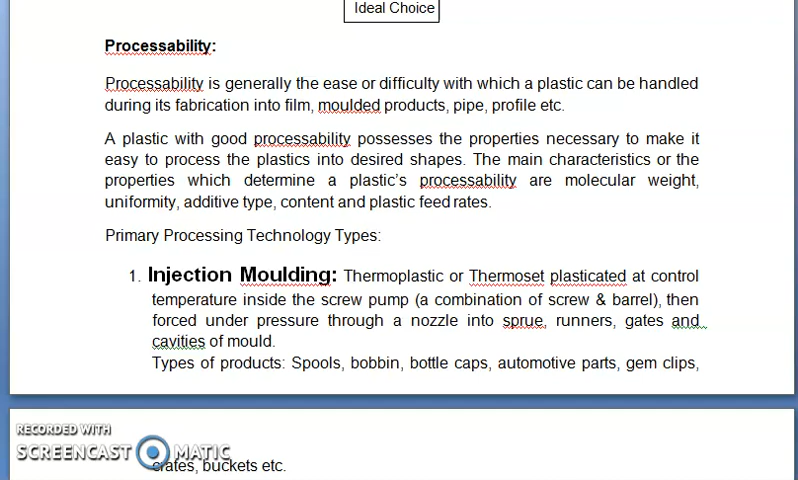 Ideal Choice
Processability:
Processability is generally the ease or difficulty with which a plastic can be handled
during its fabrication into film, moulded products, pipe, profile etc.
A plastic with good processability possesses the properties necessary to make it
easy to process the plastics into desired shapes. The main characteristics or the
properties which determine a plastic's processability are molecular weight,
uniformity, additive type, content and plastic feed rates.
Primary Processing Technology Types:
1. Injection Moulding: Thermoplastic or Thermoset plasticated at control
temperature inside the screw pump (a combination of screw & barrel), then
forced under pressure through a nozzle into sprue, runners, gates and
cavities of mould.
Types of products: Spools, bobbin, bottle caps, automotive parts, gem clips,
RECORDED WITH
SCREENCAST MATIC
crates, buckets etc.